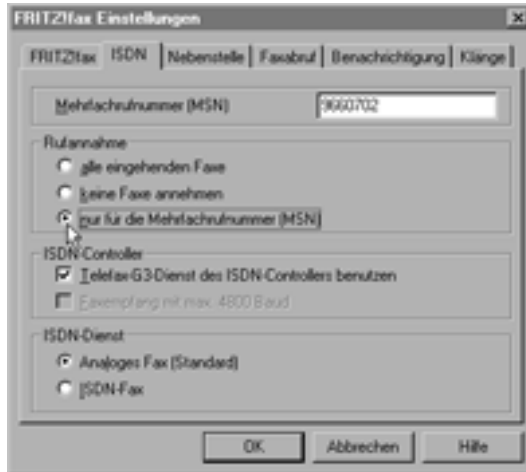 FRITZ!fax Einstellungen
FRITZ!fax ISDN Nebenstelle Faxabruf Benachrichtigung Klänge
Mehrfachrufnummer (MSN) 9660702
Rufannahme
alle eingehenden Faxe
keine Faxe annehmen
nur für die Mehrfachrufnummer (MSN)
ISDN-Controller
Telefax-G3-Dienst des ISDN-Controllers benutzen
Faxempfang mit max. 4800 Baud
ISDN-Dienst
Analoges Fax (Standard)
ISDN-Fax
OK Abbrechen Hilfe